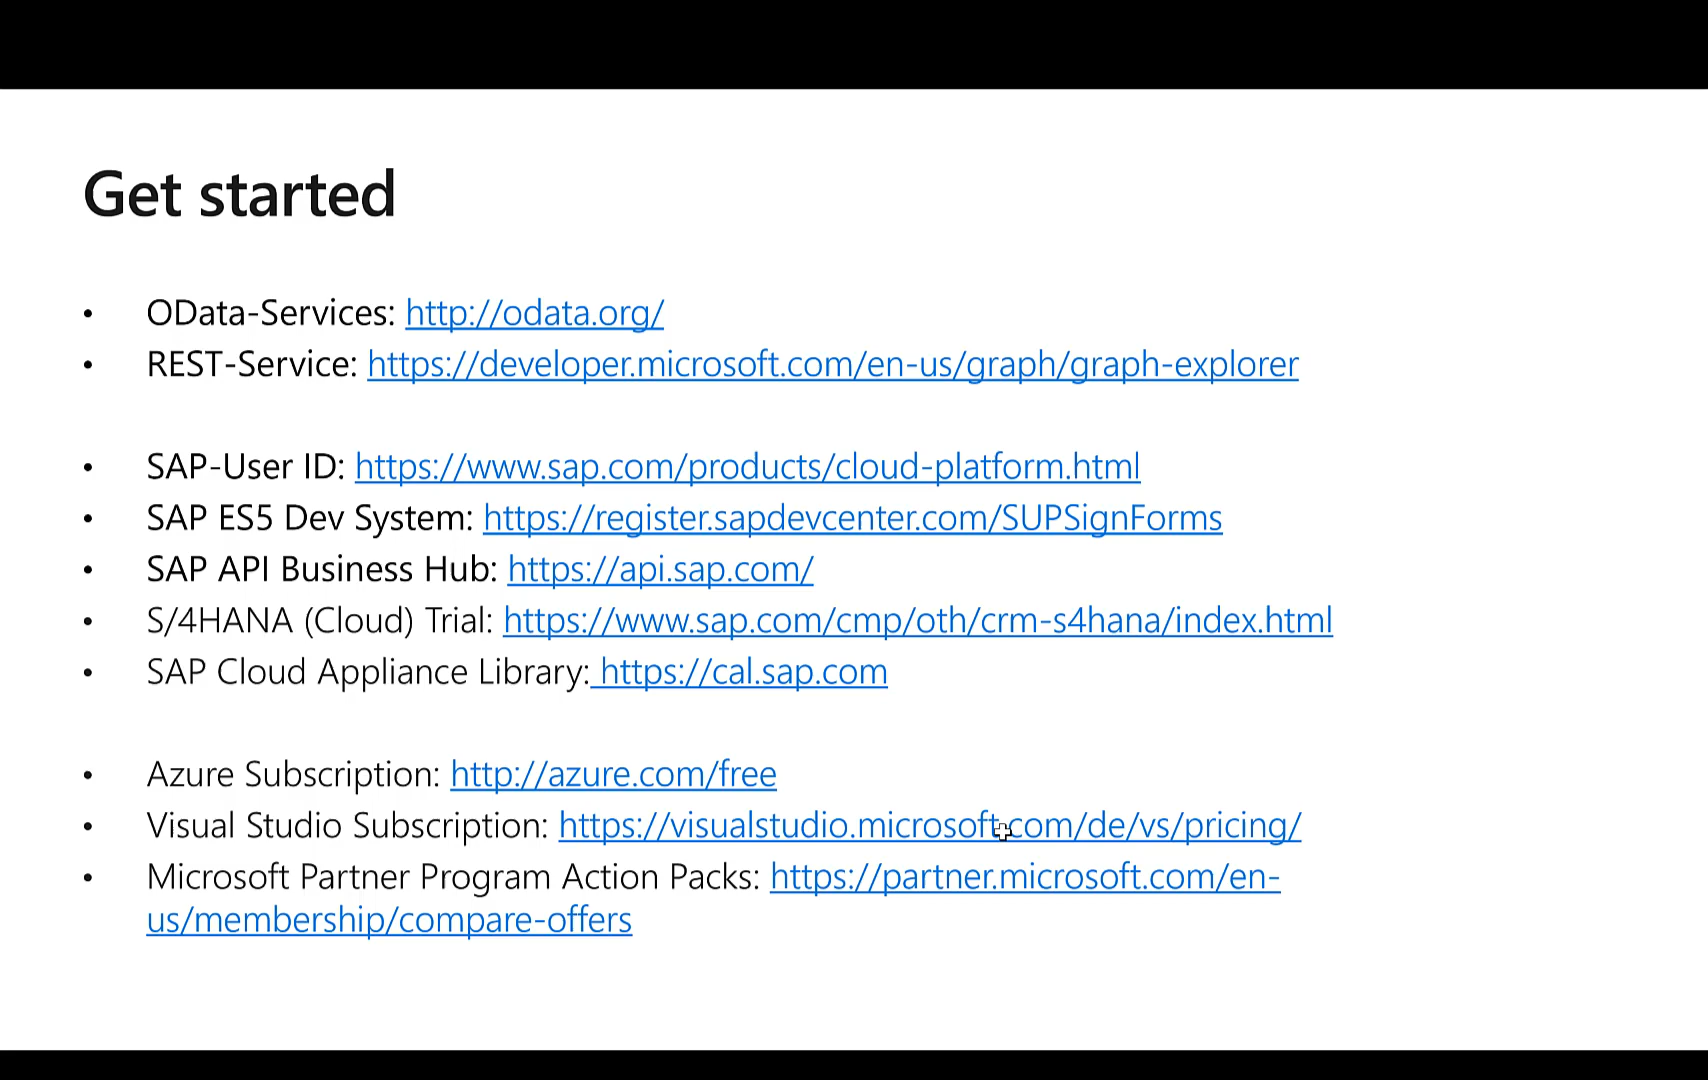 Get started
• OData-Services: http://odata.org/
• REST-Service: https://developer.microsoft.com/en-us/graph/graph-explorer
• SAP-User ID: https://www.sap.com/products/cloud-platform.html
• SAP ES5 Dev System: https://register.sapdevcenter.com/SUPSignForms
• SAP API Business Hub: https://api.sap.com/
• S/4HANA (Cloud) Trial: https://www.sap.com/cmp/oth/crm-s4hana/index.html
• SAP Cloud Appliance Library: https://cal.sap.com
• Azure Subscription: http://azure.com/free
• Visual Studio Subscription: https://visualstudio.microsoft.com/de/vs/pricing/
• Microsoft Partner Program Action Packs: https://partner.microsoft.com/en-
us/membership/compare-offers